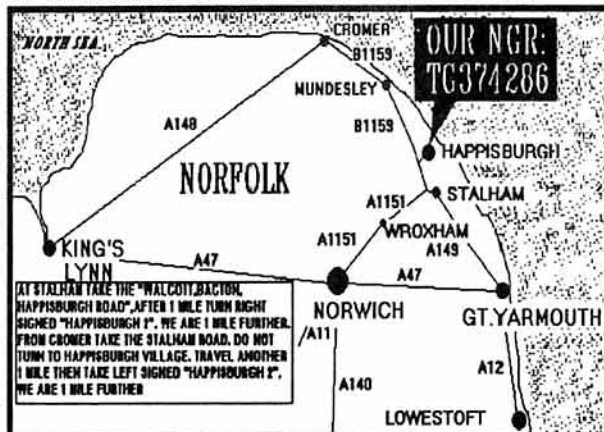 NORTH SEA
CROMER
B1159
OUR NGR:
TG374286
MUNDESLEY
B1159
A148
HAPPISBURGH
NORFOLK
STALHAM
A1151
WROXHAM
A149
A1151
KING'S
LYNN
A47
A47
AT STALHAM TAKE THE "WALCOTT,BACTON,
HAPPISBURGH ROAD",AFTER 1 MILE TURN RIGHT
SIGNED "HAPPISBURGH 2". WE ARE 1 MILE FURTHER.
FROM CROMER TAKE THE STALHAM ROAD. DO NOT
TURN TO HAPPISBURGH VILLAGE. TRAVEL ANOTHER
1 MILE THEN TAKE LEFT SIGNED "HAPPISBURGH 2".
WE ARE 1 MILE FURTHER
NORWICH
GT.YARMOUTH
A11
A140
A12
LOWESTOFT